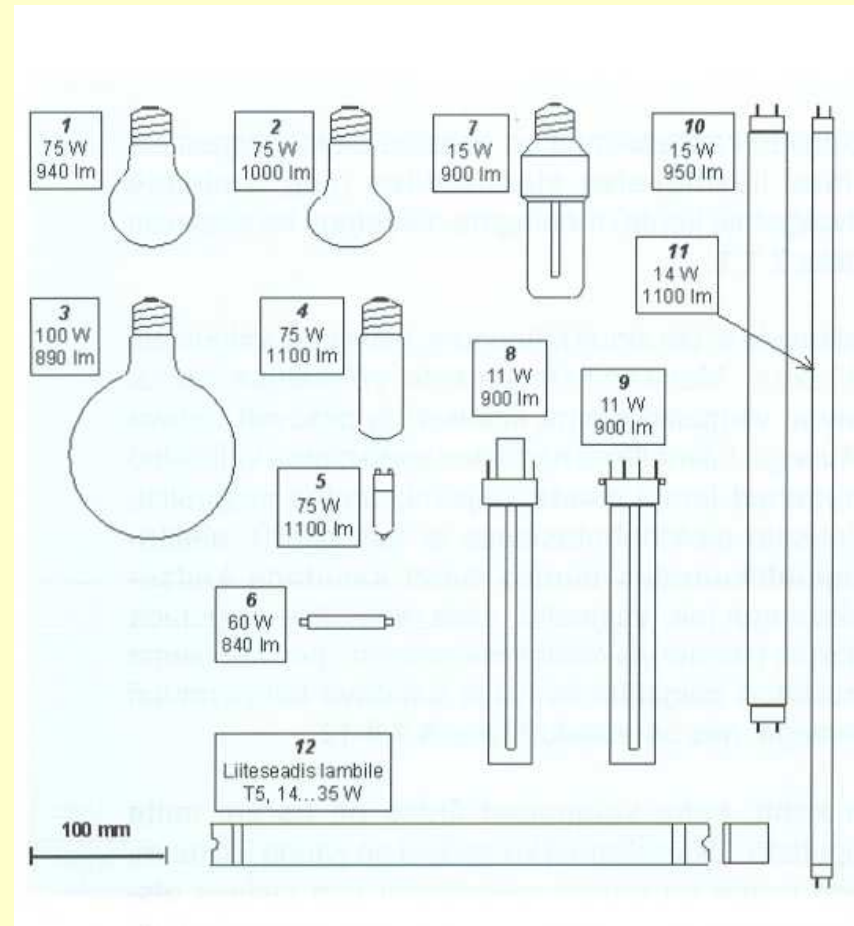 1
75 W
940 lm
2
75 W
1000 lm
7
15 W
900 lm
10
15 W
950 lm
11
14 W
1100 lm
3
100 W
890 lm
4
75 W
1100 lm
8
11 W
900 lm
9
11 W
900 lm
5
75 W
1100 lm
6
60 W
840 lm
12
Liiteseadis lambile
T5, 14...35 W
100 mm